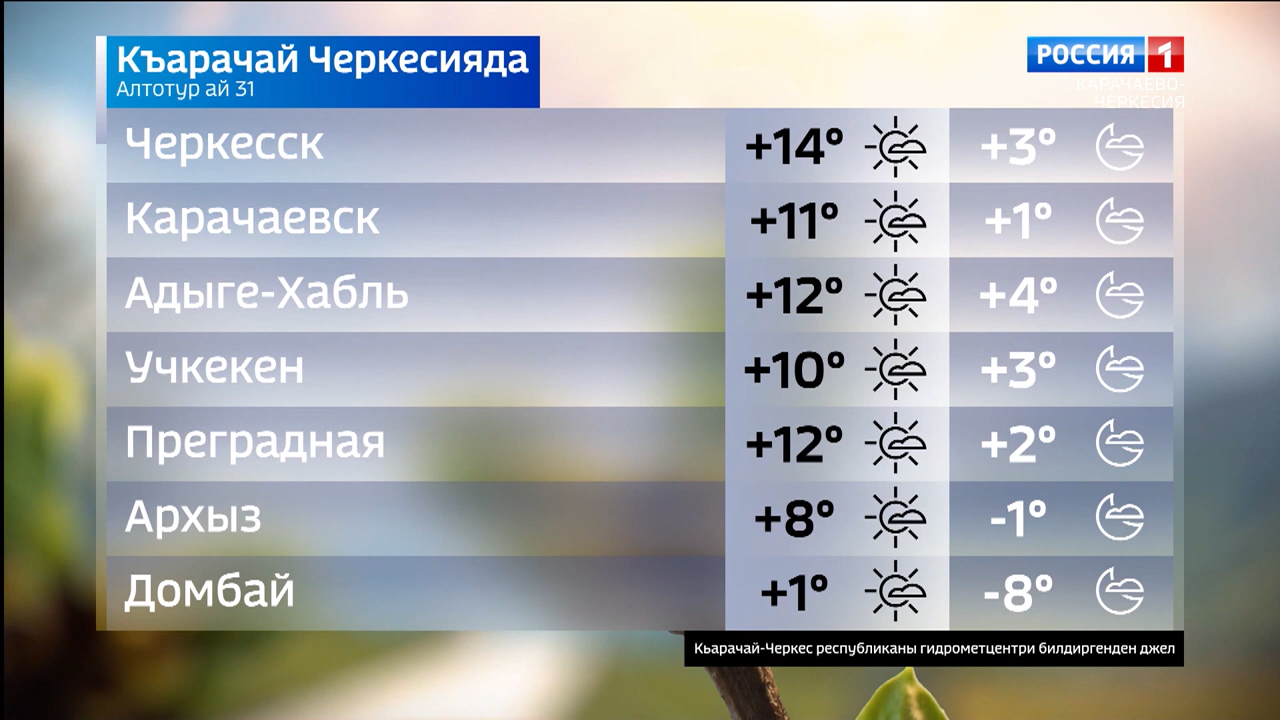 Къарачай Черкесияда
Алтотур ай 31
РОССИЯ 1
КАРАЧАЕВО-
ЧЕРКЕСИЯ
Черкесск +14° +3°
Карачаевск +11° +1°
Адыге-Хабль +12° +4°
Учкекен +10° +3°
Преградная +12° +2°
Архыз +8° -1°
Домбай +1° -8°
Кьарачай-Черкес республиканы гидрометцентри билдиргенден джел